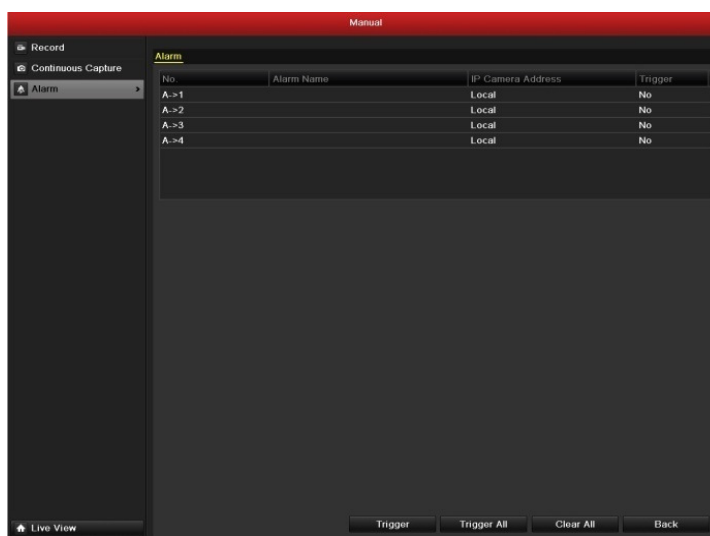 Manual
Record
Continuous Capture
Alarm
Alarm
No. Alarm Name IP Camera Address Trigger
A->1 Local No
A->2 Local No
A->3 Local No
A->4 Local No
Live View
Trigger Trigger All Clear All Back